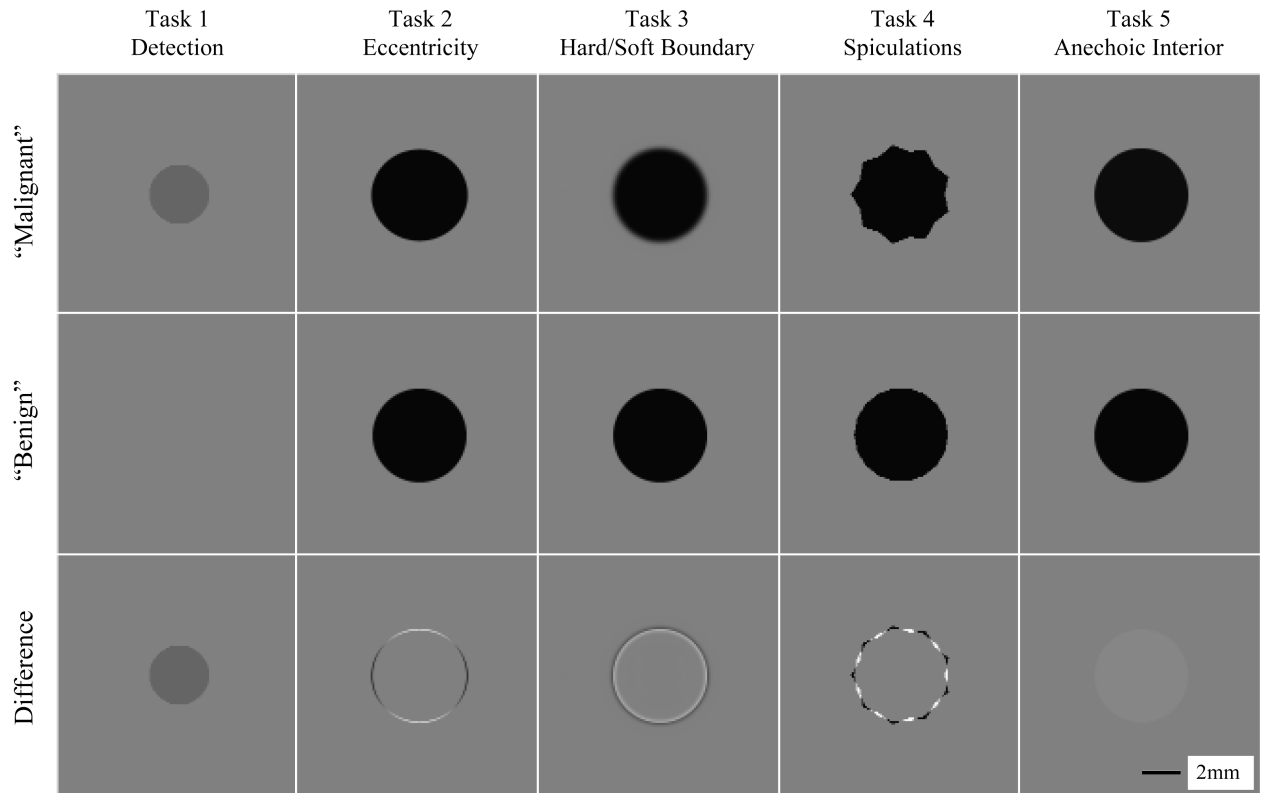 Task 1
Detection
Task 2
Eccentricity
Task 3
Hard/Soft Boundary
Task 4
Spiculations
Task 5
Anechoic Interior
“Malignant”
“Benign”
Difference
2mm